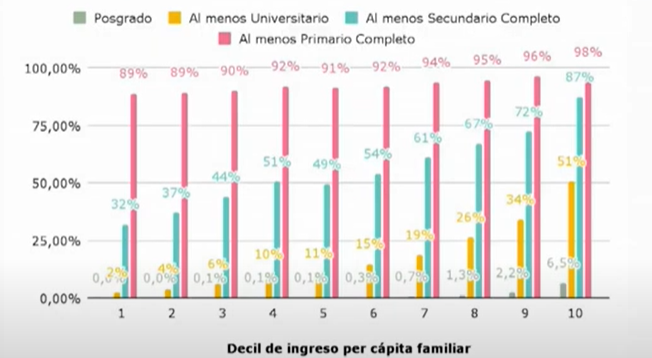 Posgrado Al menos Universitario Al menos Secundario Completo
Al menos Primario Completo
100,00%
75,00%
50,00%
25,00%
0,00%
89% 89% 90% 92% 91% 92% 94% 95% 96% 98%
32% 37% 44% 51% 49% 54% 61% 67% 72% 87%
2% 4% 6% 10% 11% 15% 19% 26% 34% 51%
0,0% 0,0% 0,1% 0,1% 0,1% 0,3% 0,7% 1,3% 2,2% 6,5%
1 2 3 4 5 6 7 8 9 10
Decil de ingreso per cápita familiar